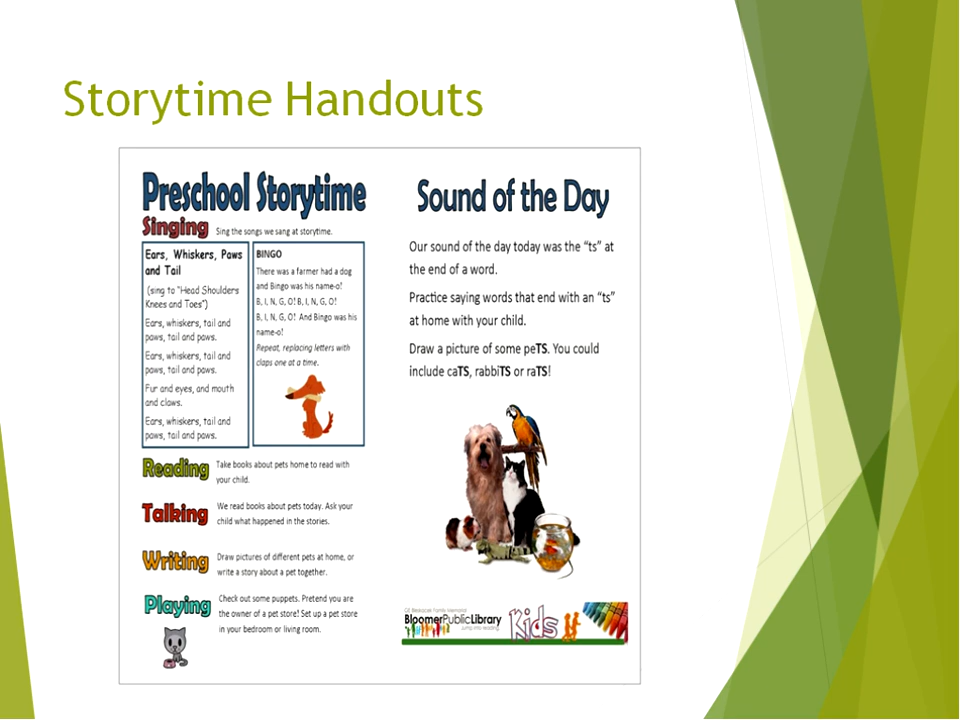 Storytime Handouts
Preschool Storytime
Singing Sing the songs we sang at storytime.
Ears, Whiskers, Paws
and Tail
(sing to "Head Shoulders
Knees and Toes")
Ears, whiskers, tail and
paws, tail and paws.
Ears, whiskers, tail and
paws, tail and paws.
Fur and eyes, and mouth
and claws.
Ears, whiskers, tail and
paws, tail and paws.
BINGO
There was a farmer had a dog
and Bingo was his name-o!
B, I, N, G, O! B, I, N, G, O!
B, I, N, G, O! And Bingo was his
name-o!
Repeat, replacing letters with
claps one at a time.
Reading Take books about pets home to read with
your child.
Talking We read books about pets today. Ask your
child what happened in the stories.
Writing Draw pictures of different pets at home, or
write a story about a pet together.
Playing Check out some puppets. Pretend you are
the owner of a pet store! Set up a pet store
in your bedroom or living room.
Sound of the Day
Our sound of the day today was the "ts" at
the end of a word.
Practice saying words that end with an "ts"
at home with your child.
Draw a picture of some peTS. You could
include caTS, rabbiTS or raTS!
Family Memorial
BloomerPublicLibrary
Jump into reading
Kids